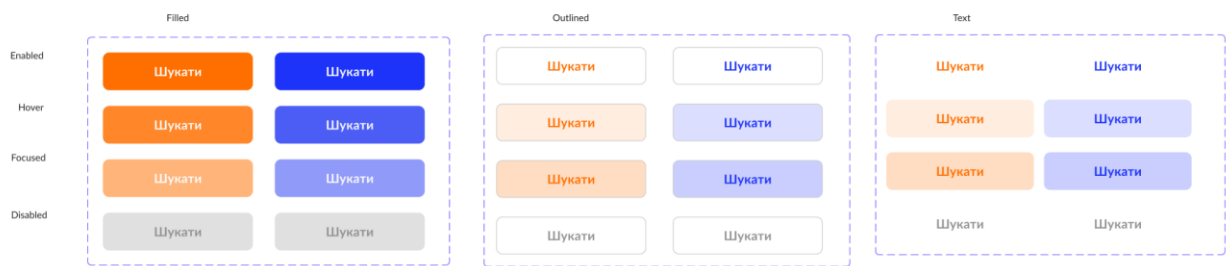 Filled Outlined Text
Enabled Шукати Шукати Шукати Шукати Шукати Шукати
Hover Шукати Шукати Шукати Шукати Шукати Шукати
Focused Шукати Шукати Шукати Шукати Шукати Шукати
Disabled Шукати Шукати Шукати Шукати Шукати Шукати